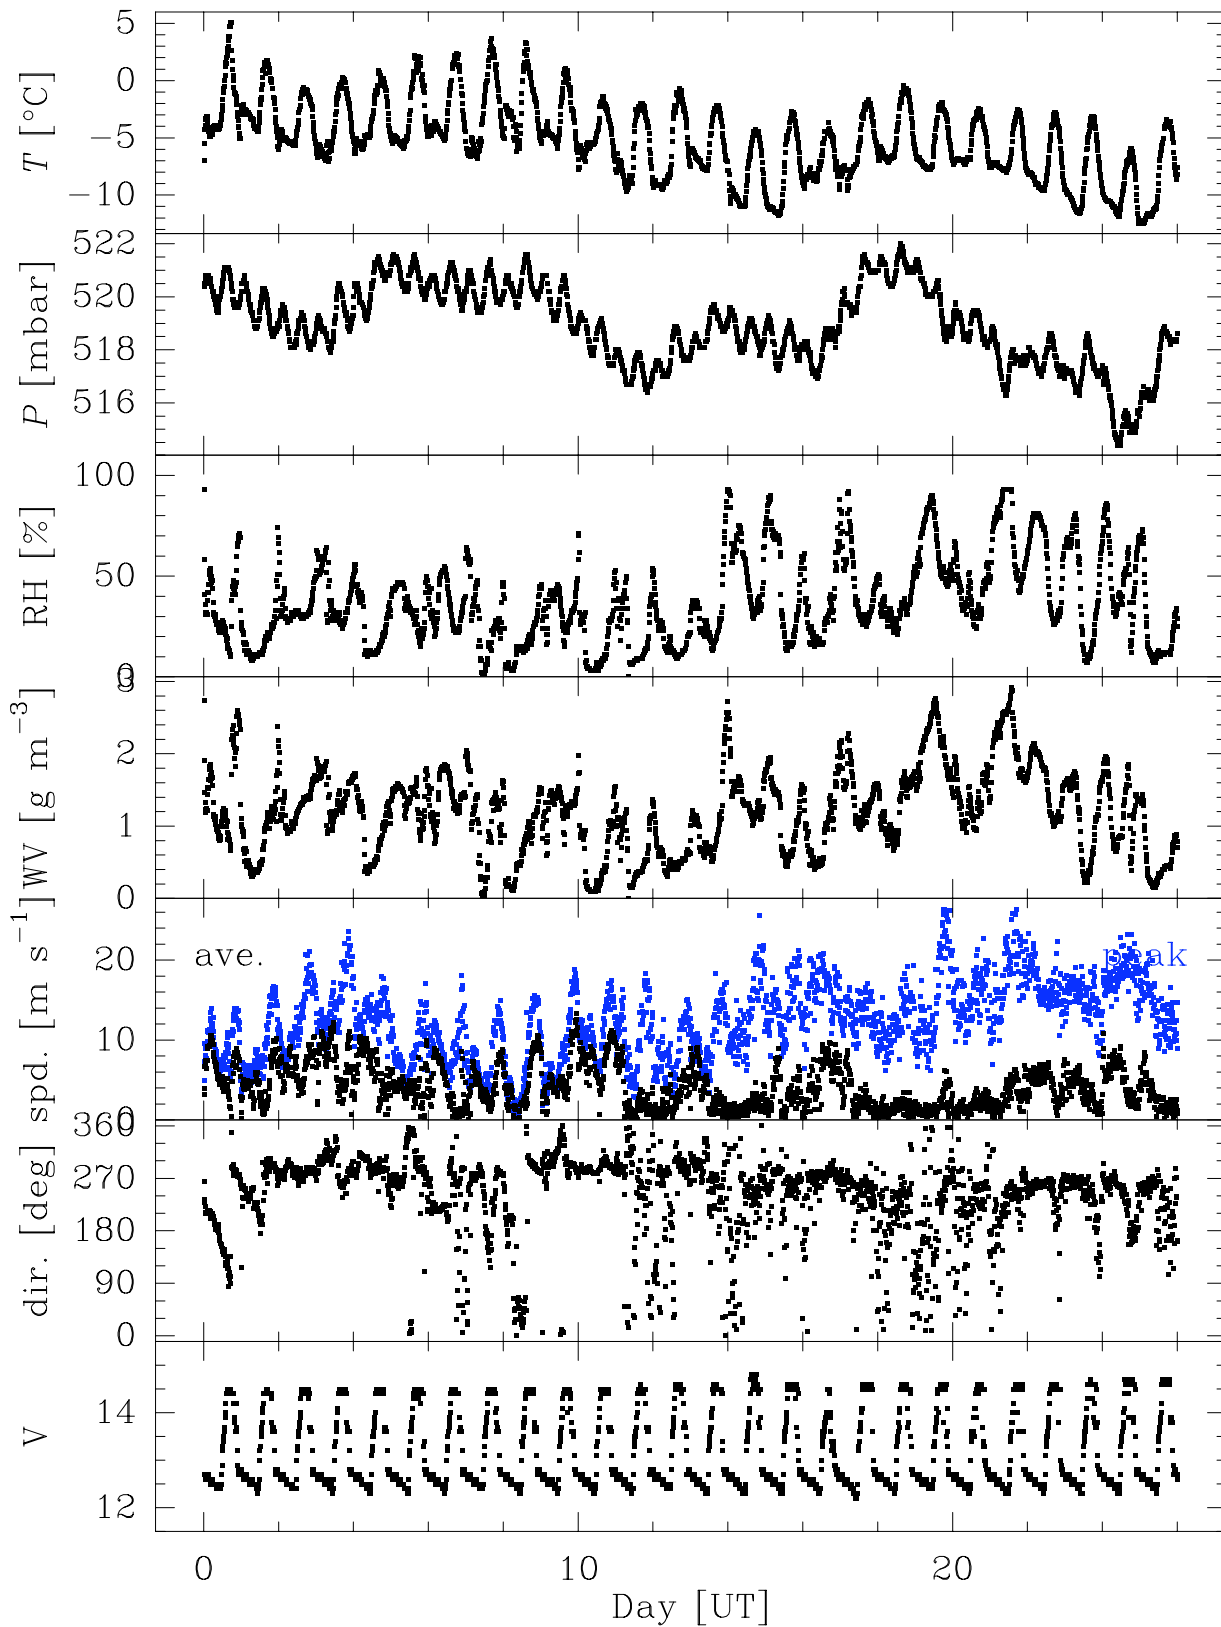 5
0
−5
−10
T [°C]
522
520
518
516
P [mbar]
100
50
0
RH [%]
3
2
1
0
WV [g m−3]
20
10
0
spd. [m s−1]
ave.
peak
360
270
180
90
0
dir. [deg]
14
12
V
0 10 20
Day [UT]